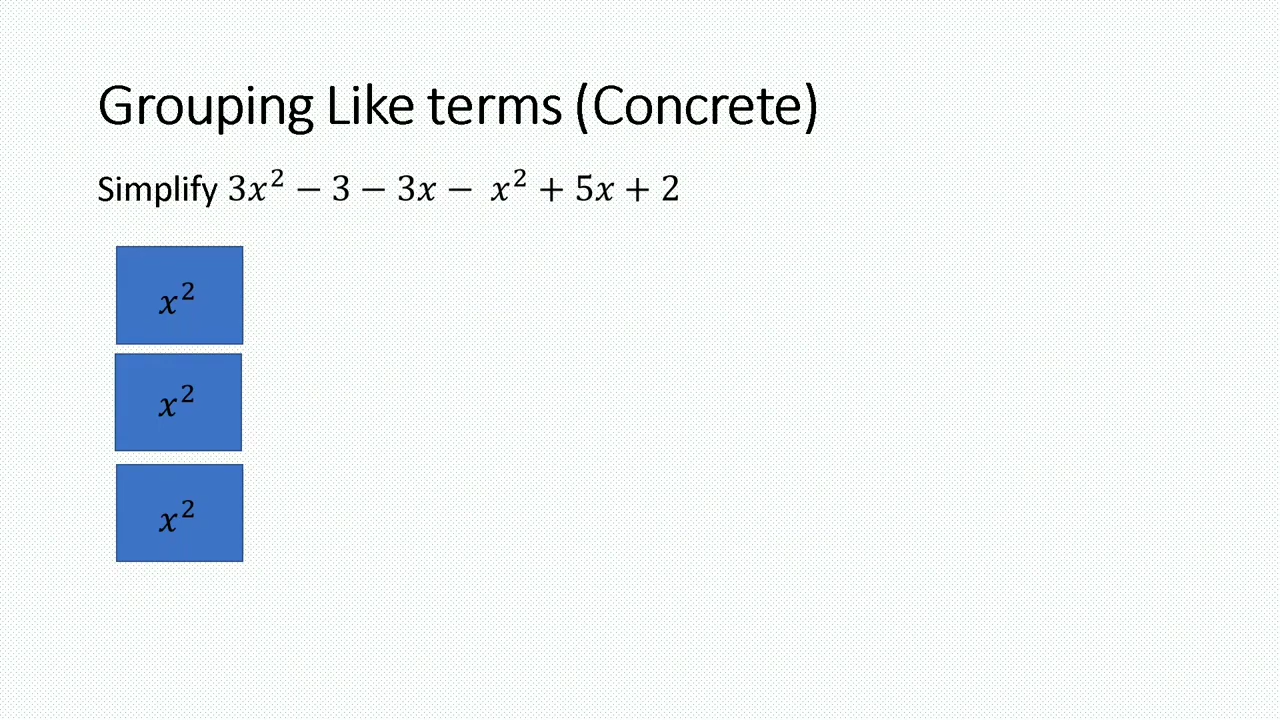 Grouping Like terms (Concrete)
Simplify 3x² − 3 − 3x − x² + 5x + 2
x²
x²
x²